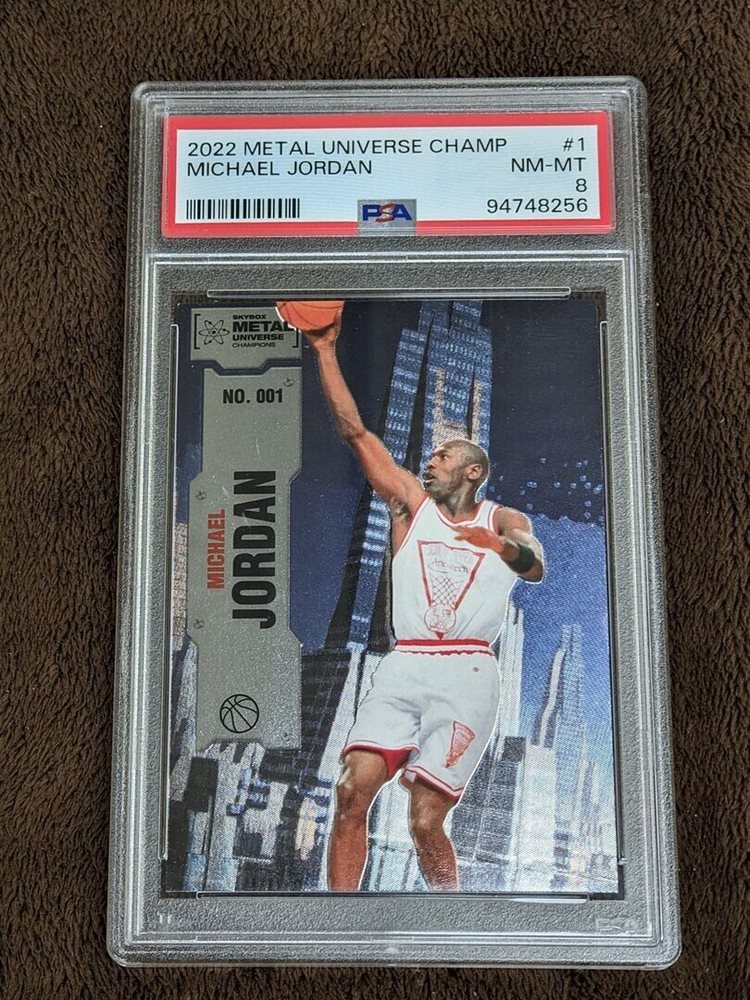 2022 METAL UNIVERSE CHAMP #1
MICHAEL JORDAN NM-MT
8
PSA 94748256
SKYBOX
METAL
UNIVERSE
CHAMPIONS
NO. 001
MICHAEL
JORDAN